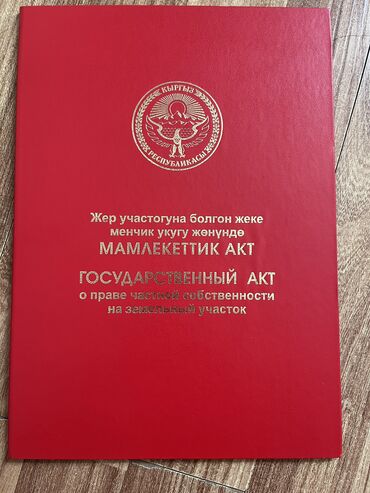 КЫРГЫЗ
РЕСПУБЛИКАСЫ
Жер участогуна болгон жеке
менчик укугу жөнүндө
МАМЛЕКЕТТИК АКТ
ГОСУДАРСТВЕННЫЙ АКТ
о праве частной собственности
на земельный участок